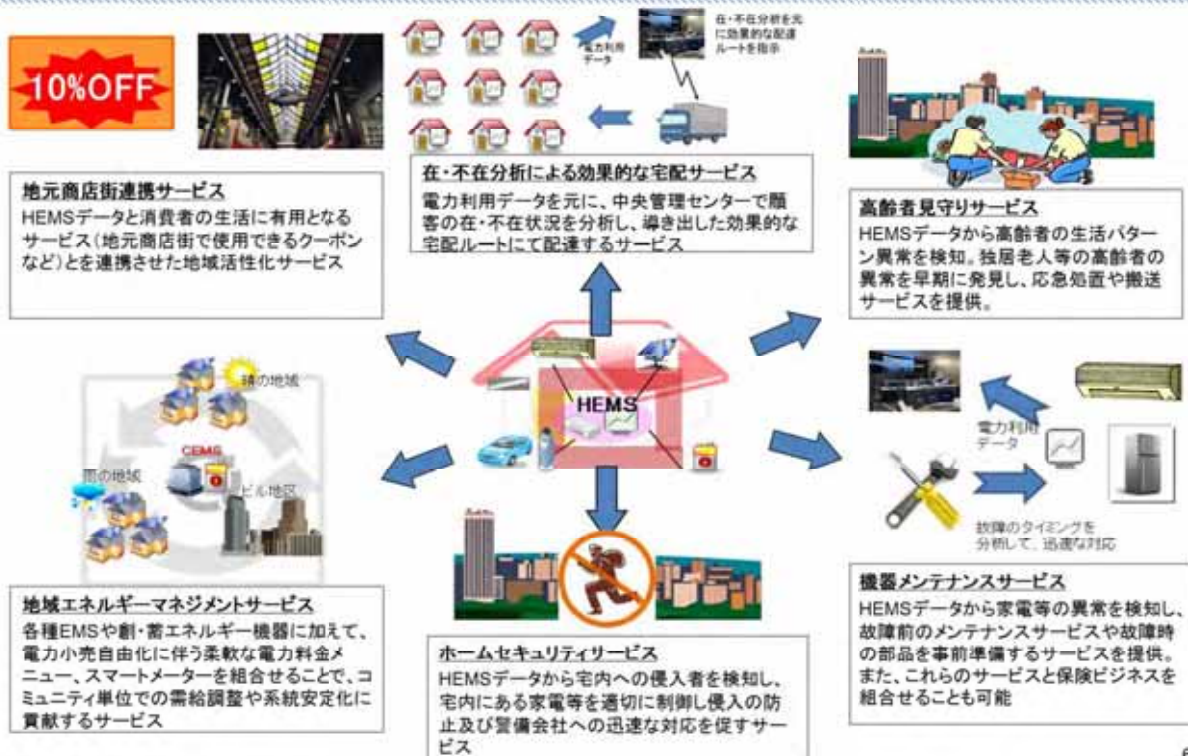 10%OFF
地元商店街連携サービス
HEMSデータと消費者の生活に有用となる
サービス(地元商店街で使用できるクーポン
など)とを連携させた地域活性化サービス
電力利用
データ
在・不在分析を元
に効果的な配達
ルートを指示
在・不在分析による効果的な宅配サービス
電力利用データを元に、中央管理センターで顧
客の在・不在状況を分析し、導き出した効果的な
宅配ルートにて配達するサービス
高齢者見守りサービス
HEMSデータから高齢者の生活パター
ン異常を検知。独居老人等の高齢者の
異常を早期に発見し、応急処置や搬送
サービスを提供。
HEMS
晴の地域
CEMS
雨の地域
ビル地区
地域エネルギーマネジメントサービス
各種EMSや創・蓄エネルギー機器に加えて、
電力小売自由化に伴う柔軟な電力料金メ
ニュー、スマートメーターを組合せることで、コ
ミュニティ単位での需給調整や系統安定化に
貢献するサービス
ホームセキュリティサービス
HEMSデータから宅内への侵入者を検知し、
宅内にある家電等を適切に制御し侵入の防
止及び警備会社への迅速な対応を促すサー
ビス
電力利用
データ
故障のタイミングを
分析して、迅速な対応
機器メンテナンスサービス
HEMSデータから家電等の異常を検知し、
故障前のメンテナンスサービスや故障時
の部品を事前準備するサービスを提供。
また、これらのサービスと保険ビジネスを
組合せることも可能